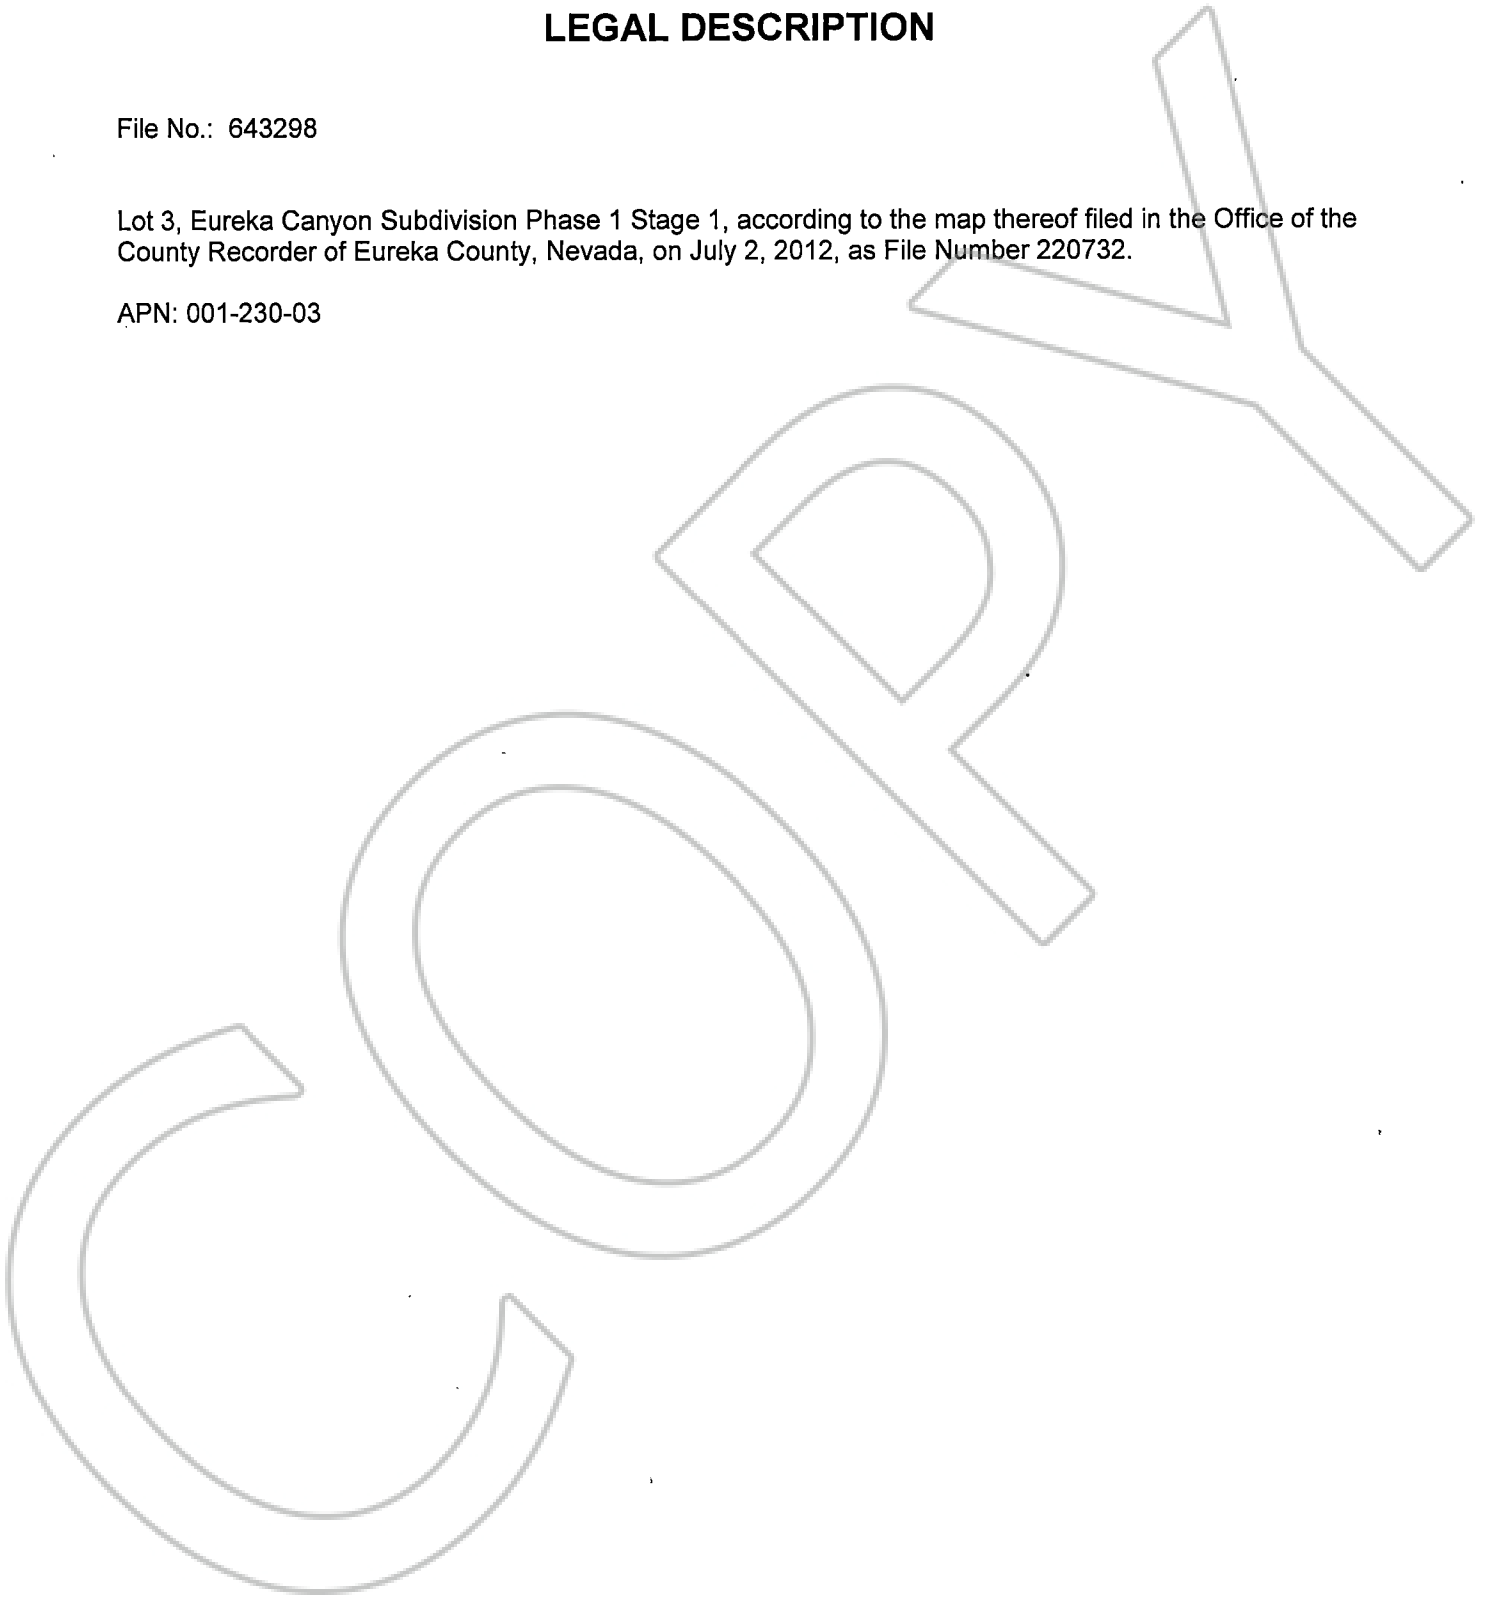 LEGAL DESCRIPTION
File No.: 643298
Lot 3, Eureka Canyon Subdivision Phase 1 Stage 1, according to the map thereof filed in the Office of the
County Recorder of Eureka County, Nevada, on July 2, 2012, as File Number 220732.
APN: 001-230-03
COPY